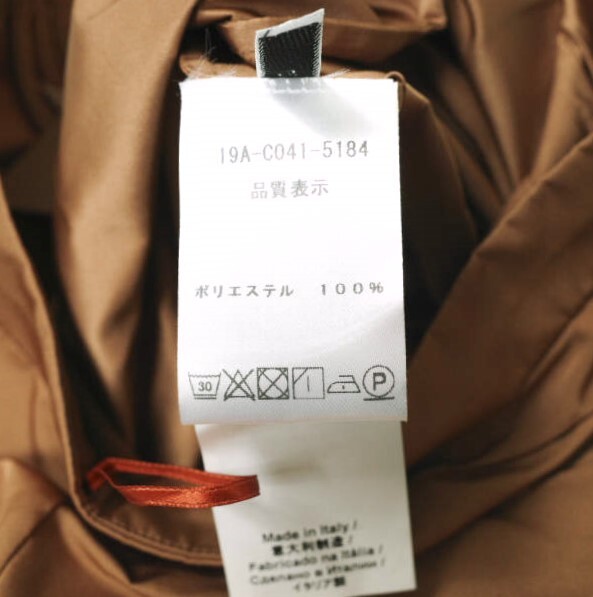 19A-C041-5184
品質表示
ポリエステル 100%
30 P
Made in Italy /
意大利制造 /
Fabricado na Itália /
Сделано в Италии
/ イタリア製